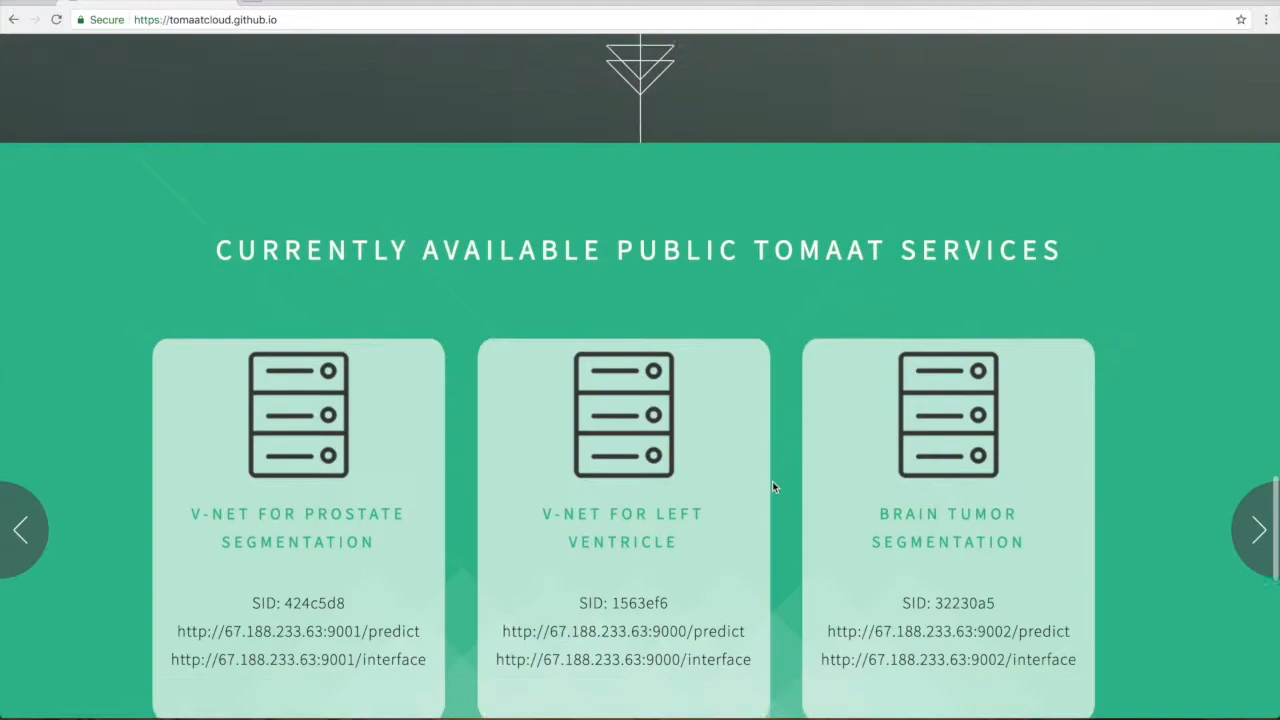 Secure
https://tomaatcloud.github.io
CURRENTLY AVAILABLE PUBLIC TOMAAT SERVICES
V-NET FOR PROSTATE
SEGMENTATION
SID: 424c5d8
http://67.188.233.63:9001/predict
http://67.188.233.63:9001/interface
V-NET FOR LEFT
VENTRICLE
SID: 1563ef6
http://67.188.233.63:9000/predict
http://67.188.233.63:9000/interface
BRAIN TUMOR
SEGMENTATION
SID: 32230a5
http://67.188.233.63:9002/predict
http://67.188.233.63:9002/interface